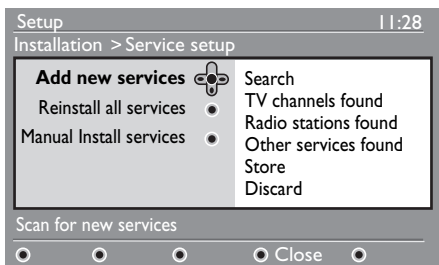 Setup 11:28
Installation > Service setup
Add new services
Reinstall all services
Manual Install services
Search
TV channels found
Radio stations found
Other services found
Store
Discard
Scan for new services
Close